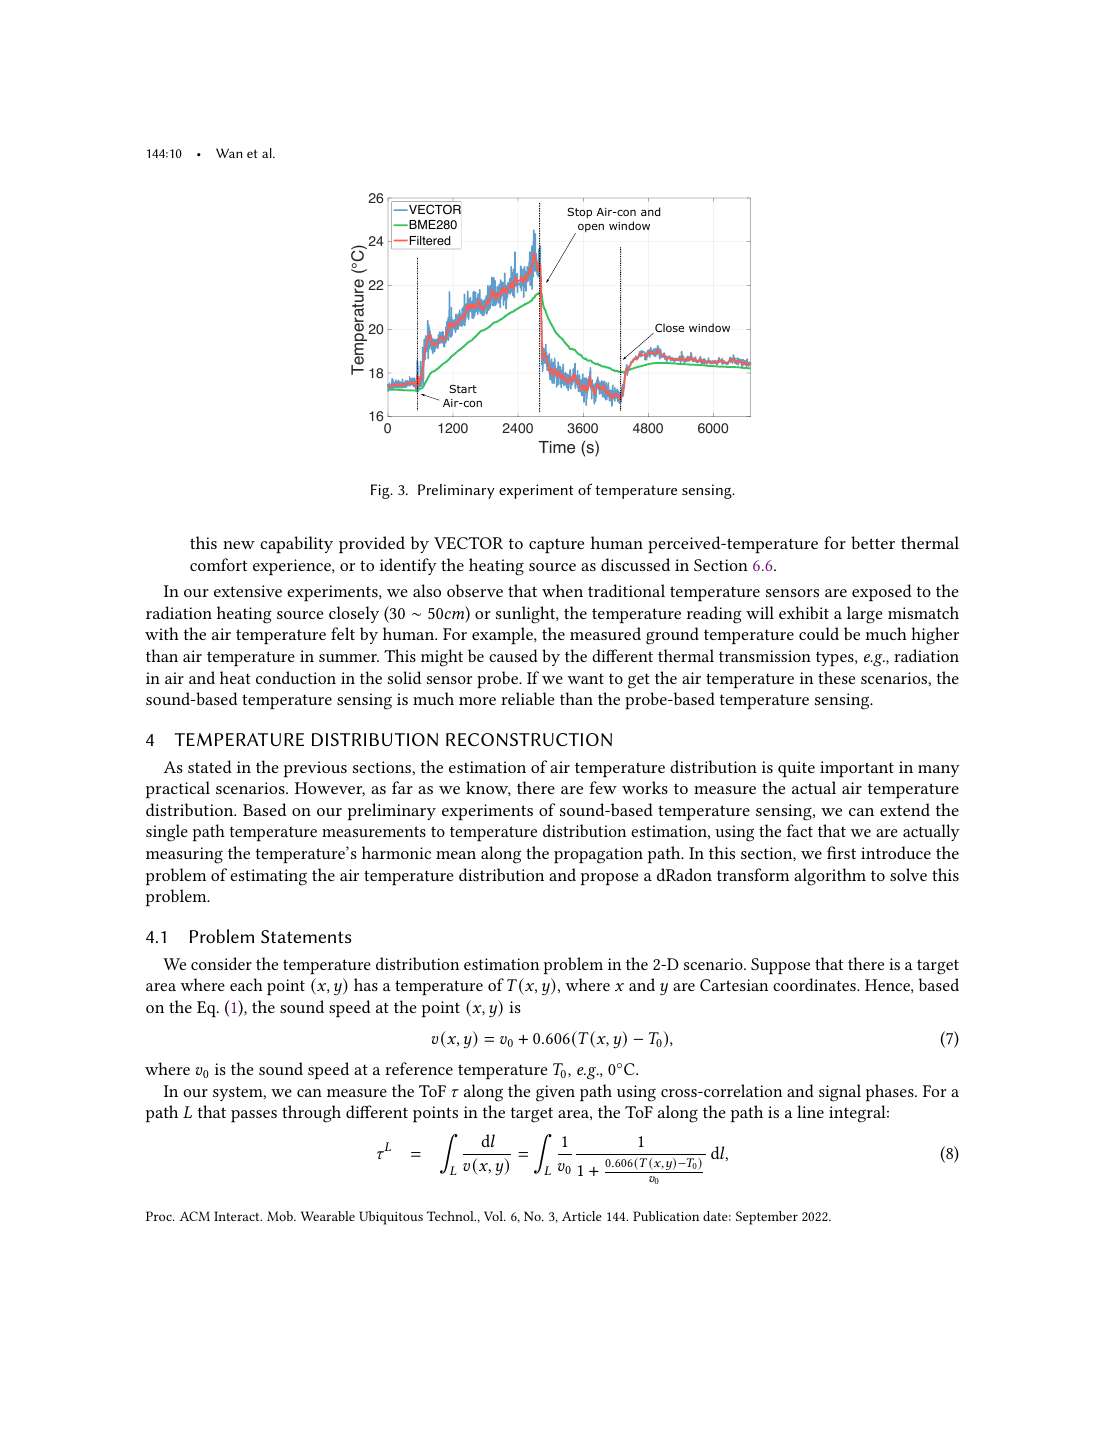 144:10 • Wan et al.
26
24
22
20
18
16
Temperature (°C)
VECTOR
BME280
Filtered
Stop Air-con and
open window
Close window
Start
Air-con
0 1200 2400 3600 4800 6000
Time (s)
Fig. 3. Preliminary experiment of temperature sensing.
this new capability provided by VECTOR to capture human perceived-temperature for better thermal
comfort experience, or to identify the heating source as discussed in Section 6.6.
In our extensive experiments, we also observe that when traditional temperature sensors are exposed to the
radiation heating source closely (30 ∼ 50cm) or sunlight, the temperature reading will exhibit a large mismatch
with the air temperature felt by human. For example, the measured ground temperature could be much higher
than air temperature in summer. This might be caused by the different thermal transmission types, e.g., radiation
in air and heat conduction in the solid sensor probe. If we want to get the air temperature in these scenarios, the
sound-based temperature sensing is much more reliable than the probe-based temperature sensing.
4 TEMPERATURE DISTRIBUTION RECONSTRUCTION
As stated in the previous sections, the estimation of air temperature distribution is quite important in many
practical scenarios. However, as far as we know, there are few works to measure the actual air temperature
distribution. Based on our preliminary experiments of sound-based temperature sensing, we can extend the
single path temperature measurements to temperature distribution estimation, using the fact that we are actually
measuring the temperature's harmonic mean along the propagation path. In this section, we first introduce the
problem of estimating the air temperature distribution and propose a dRadon transform algorithm to solve this
problem.
4.1 Problem Statements
We consider the temperature distribution estimation problem in the 2-D scenario. Suppose that there is a target
area where each point (x, y) has a temperature of T(x, y), where x and y are Cartesian coordinates. Hence, based
on the Eq. (1), the sound speed at the point (x, y) is
v(x, y) = v₀ + 0.606(T(x, y) − T₀), (7)
where v₀ is the sound speed at a reference temperature T₀, e.g., 0°C.
In our system, we can measure the ToF τ along the given path using cross-correlation and signal phases. For a
path L that passes through different points in the target area, the ToF along the path is a line integral:
τ^L = ∫_L dl / v(x, y) = ∫_L (1 / v₀) (1 / (1 + 0.606(T(x,y)−T₀) / v₀)) dl, (8)
Proc. ACM Interact. Mob. Wearable Ubiquitous Technol., Vol. 6, No. 3, Article 144. Publication date: September 2022.